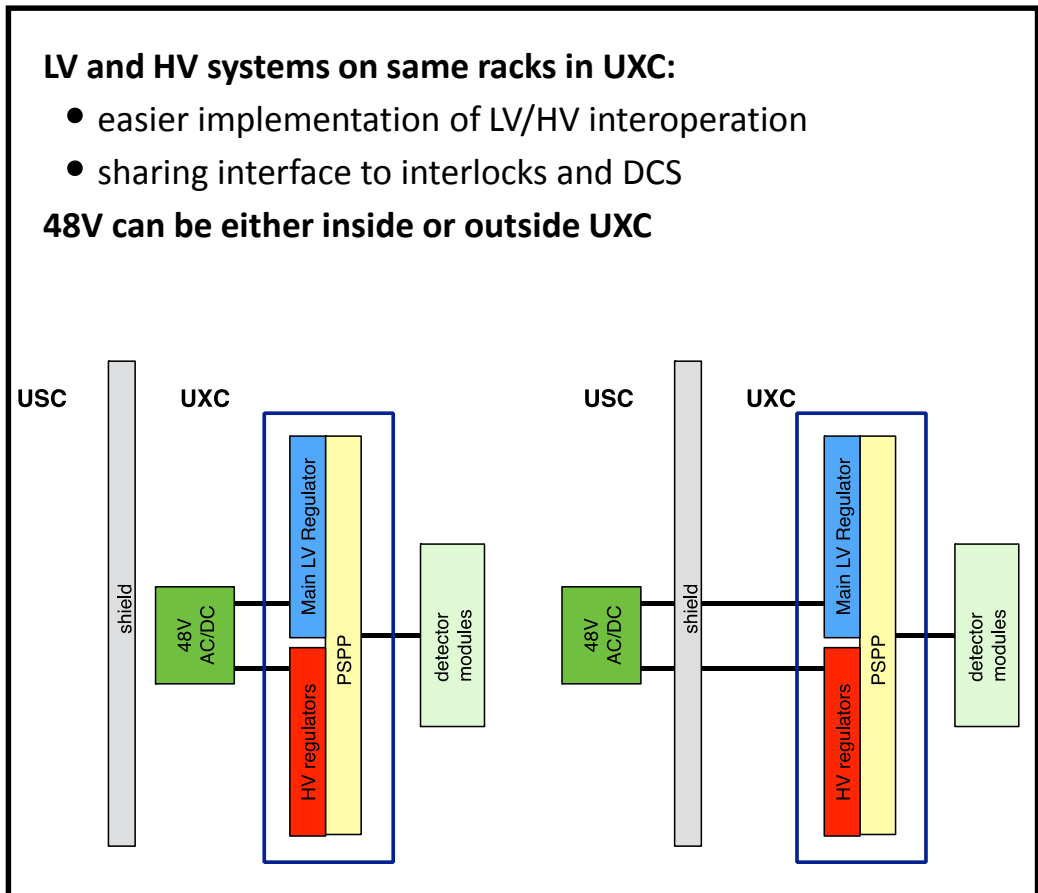 LV and HV systems on same racks in UXC:
• easier implementation of LV/HV interoperation
• sharing interface to interlocks and DCS
48V can be either inside or outside UXC
USC
UXC
shield
48V
AC/DC
Main LV Regulator
HV regulators
PSPP
detector
modules
USC
UXC
48V
AC/DC
shield
Main LV Regulator
HV regulators
PSPP
detector
modules